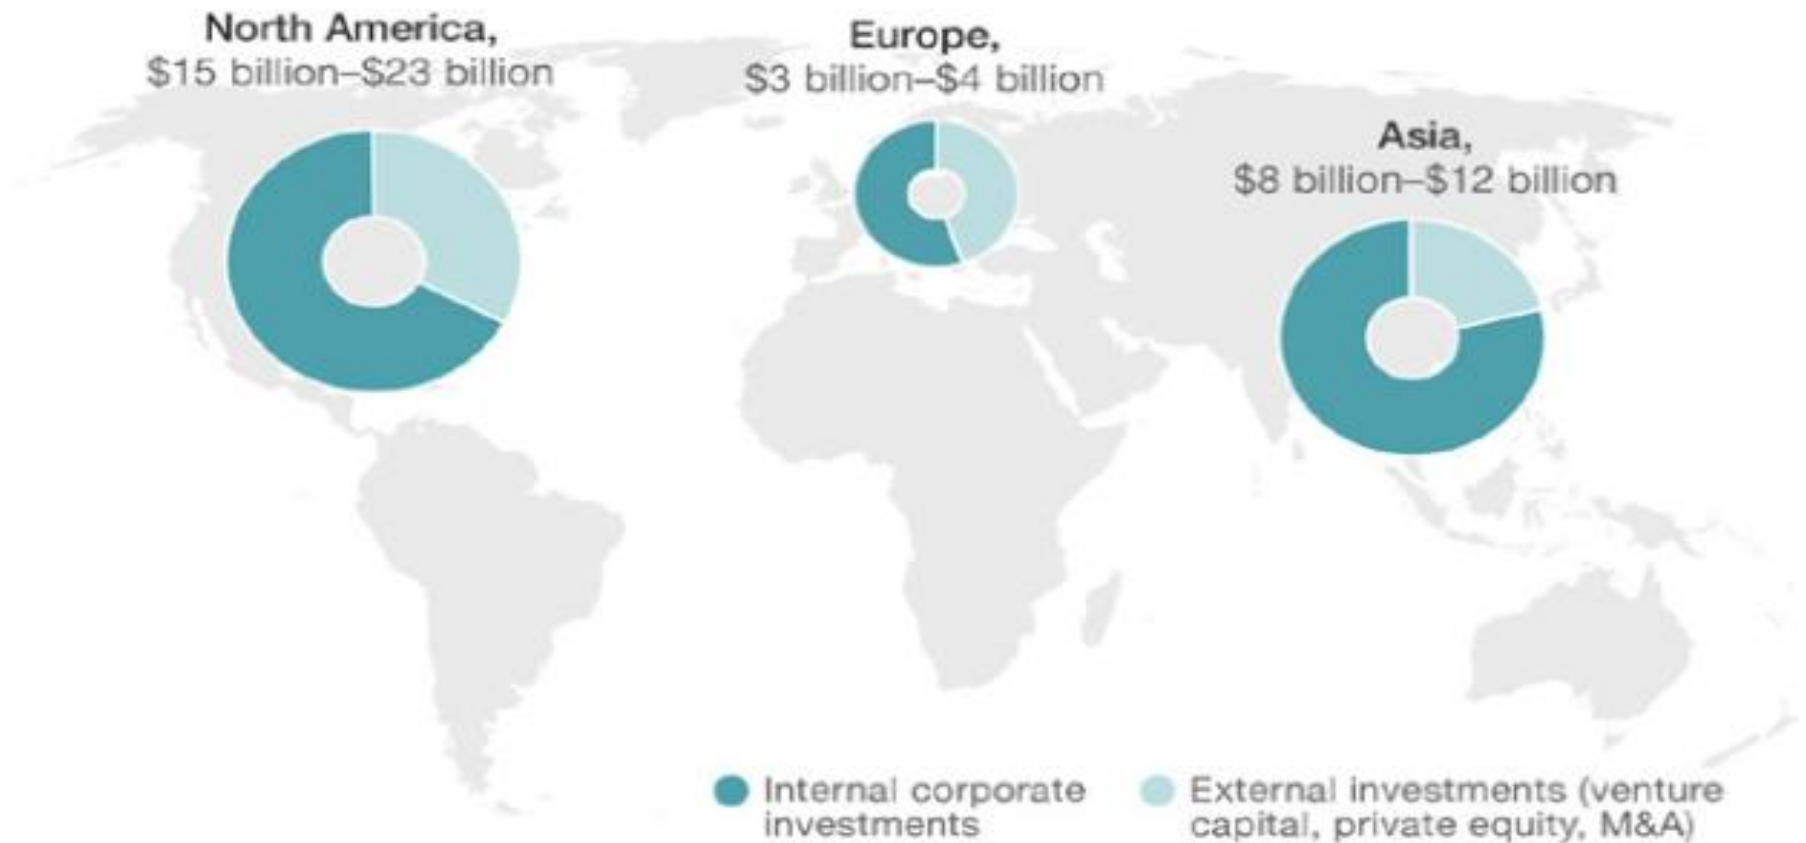 North America,
$15 billion–$23 billion
Europe,
$3 billion–$4 billion
Asia,
$8 billion–$12 billion
Internal corporate
investments
External investments (venture
capital, private equity, M&A)